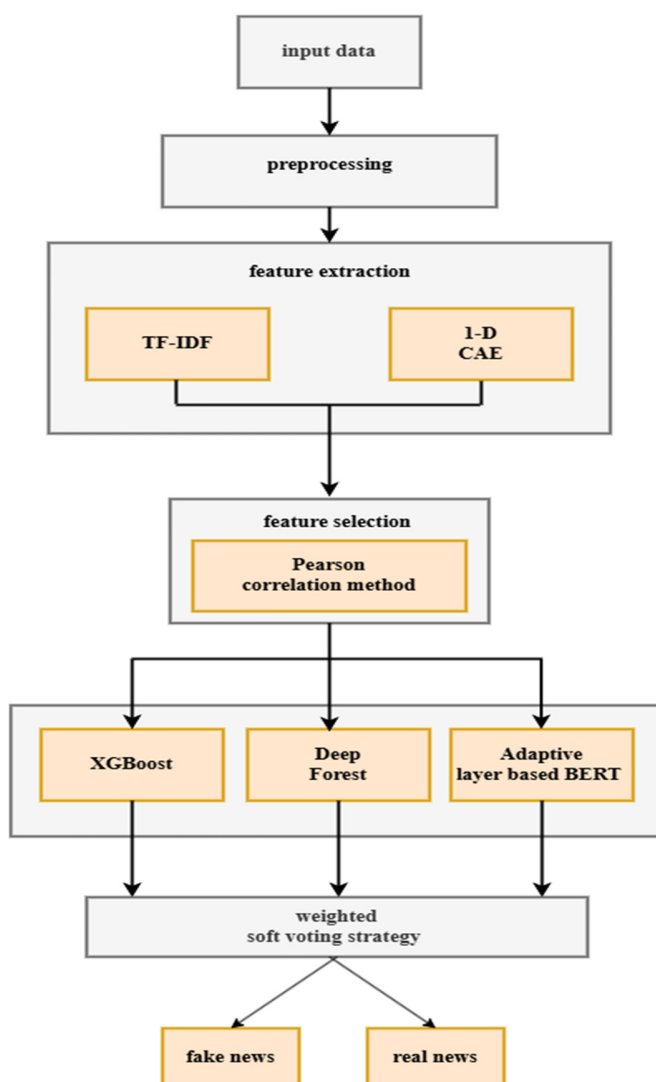 input data
preprocessing
feature extraction
TF-IDF
1-D
CAE
feature selection
Pearson
correlation method
XGBoost
Deep
Forest
Adaptive
layer based BERT
weighted
soft voting strategy
fake news
real news